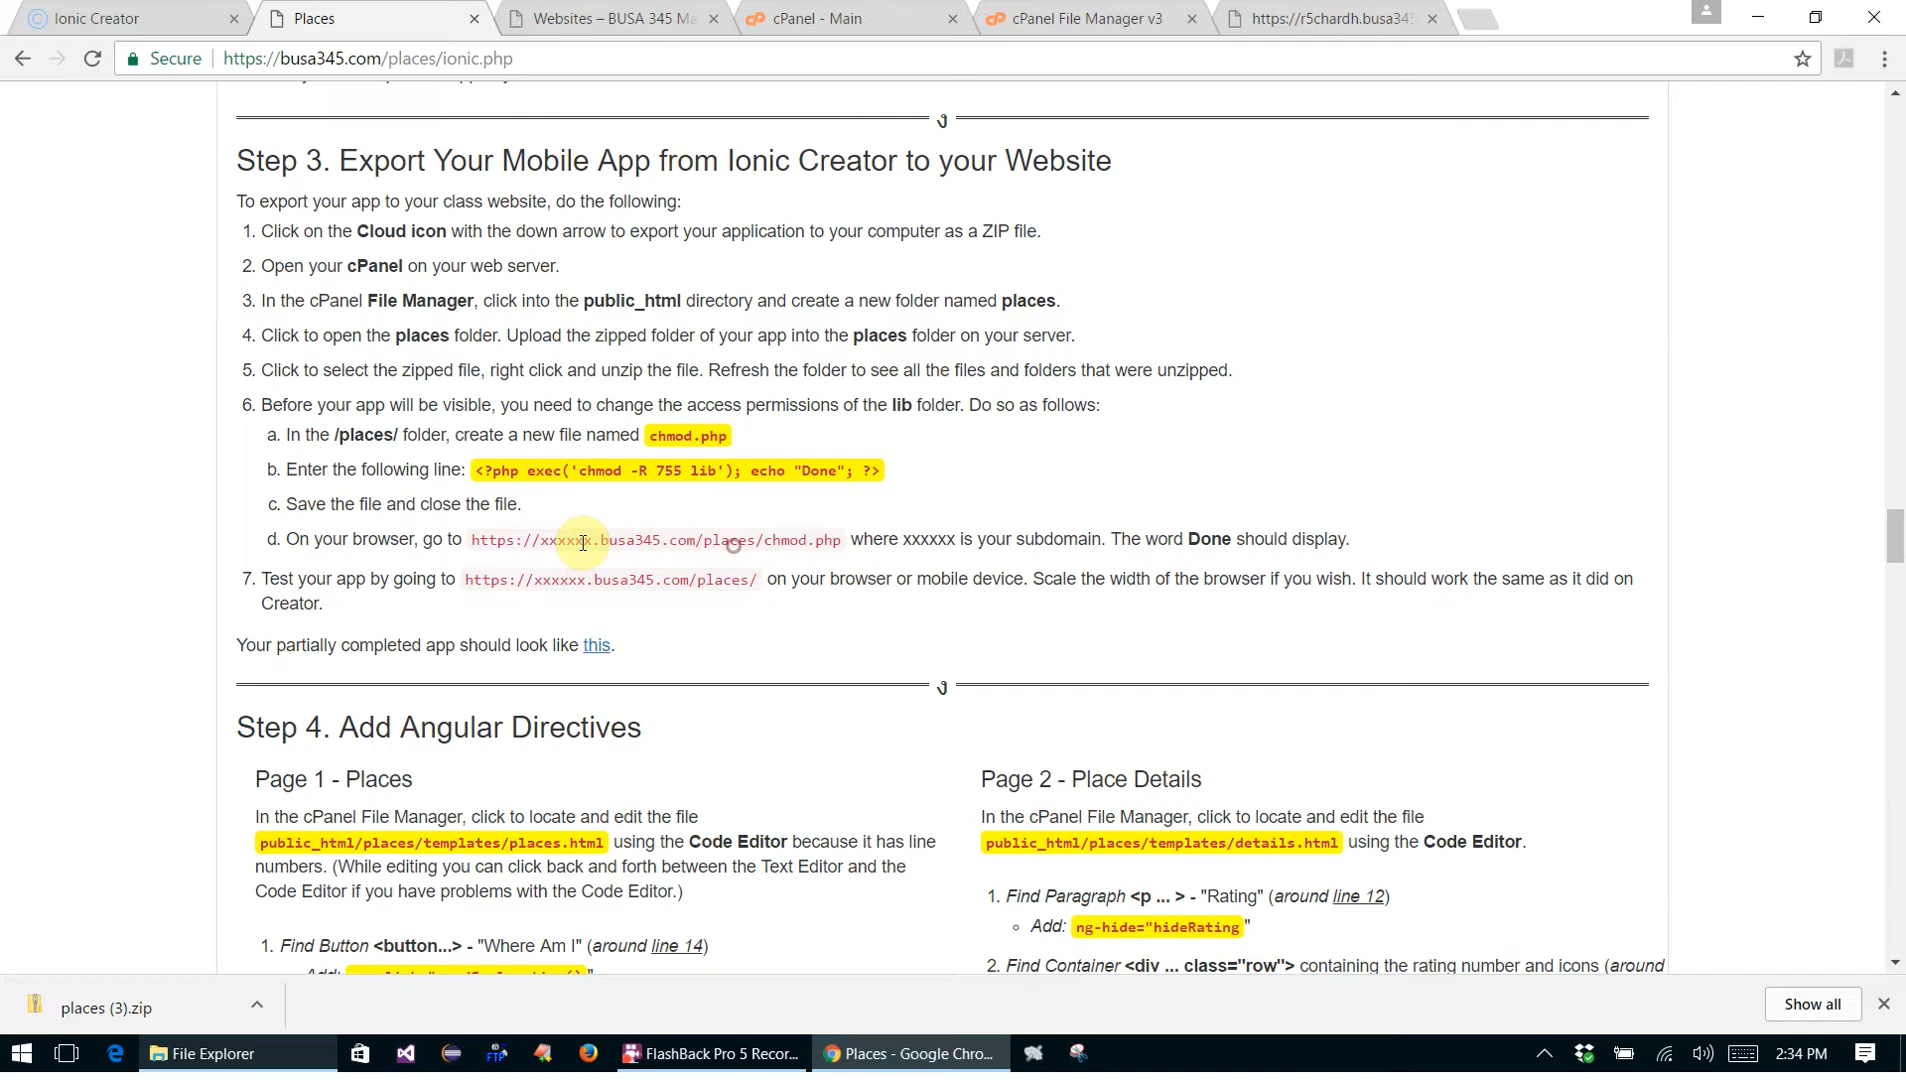 Ionic Creator
Places
Websites – BUSA 345 Ma
cPanel - Main
cPanel File Manager v3
https://r5chardh.busa345
Secure
https://busa345.com/places/ionic.php
Step 3. Export Your Mobile App from Ionic Creator to your Website
To export your app to your class website, do the following:
1. Click on the Cloud icon with the down arrow to export your application to your computer as a ZIP file.
2. Open your cPanel on your web server.
3. In the cPanel File Manager, click into the public_html directory and create a new folder named places.
4. Click to open the places folder. Upload the zipped folder of your app into the places folder on your server.
5. Click to select the zipped file, right click and unzip the file. Refresh the folder to see all the files and folders that were unzipped.
6. Before your app will be visible, you need to change the access permissions of the lib folder. Do so as follows:
a. In the /places/ folder, create a new file named chmod.php
b. Enter the following line: <?php exec('chmod -R 755 lib'); echo "Done"; ?>
c. Save the file and close the file.
d. On your browser, go to https://xxxxxx.busa345.com/places/chmod.php where xxxxxx is your subdomain. The word Done should display.
7. Test your app by going to https://xxxxxx.busa345.com/places/ on your browser or mobile device. Scale the width of the browser if you wish. It should work the same as it did on
Creator.
Your partially completed app should look like this.
Step 4. Add Angular Directives
Page 1 - Places
In the cPanel File Manager, click to locate and edit the file
public_html/places/templates/places.html using the Code Editor because it has line
numbers. (While editing you can click back and forth between the Text Editor and the
Code Editor if you have problems with the Code Editor.)
1. Find Button <button...> - "Where Am I" (around line 14)
Page 2 - Place Details
In the cPanel File Manager, click to locate and edit the file
public_html/places/templates/details.html using the Code Editor.
1. Find Paragraph <p ... > - "Rating" (around line 12)
Add: ng-hide="hideRating"
2. Find Container <div ... class="row"> containing the rating number and icons (around
places (3).zip
Show all
File Explorer
FTP
FlashBack Pro 5 Recor...
Places - Google Chro...
2:34 PM